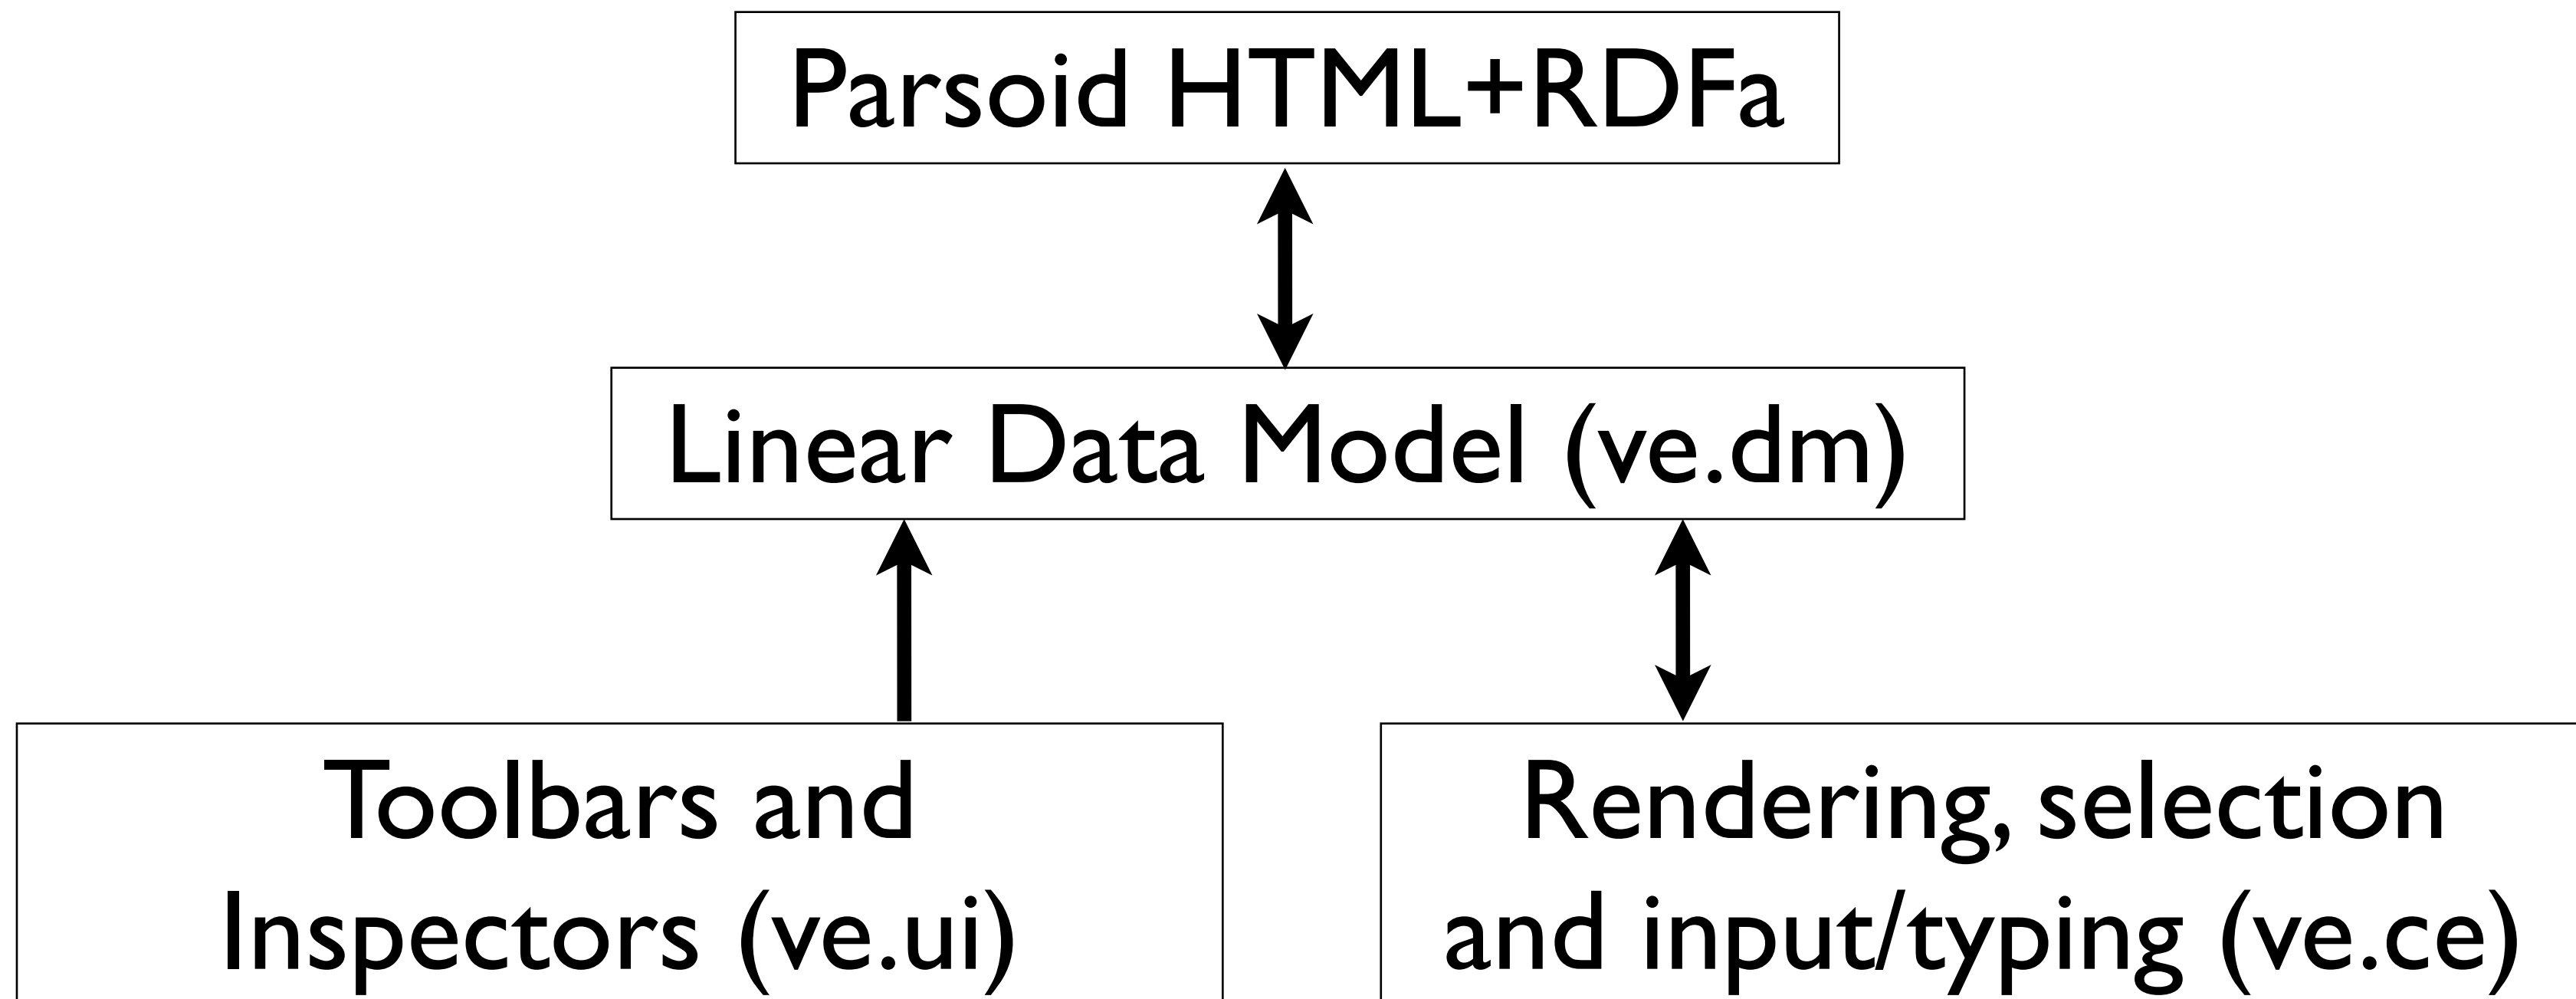 Parsoid HTML+RDFa
Linear Data Model (ve.dm)
Toolbars and
Inspectors (ve.ui)
Rendering, selection
and input/typing (ve.ce)